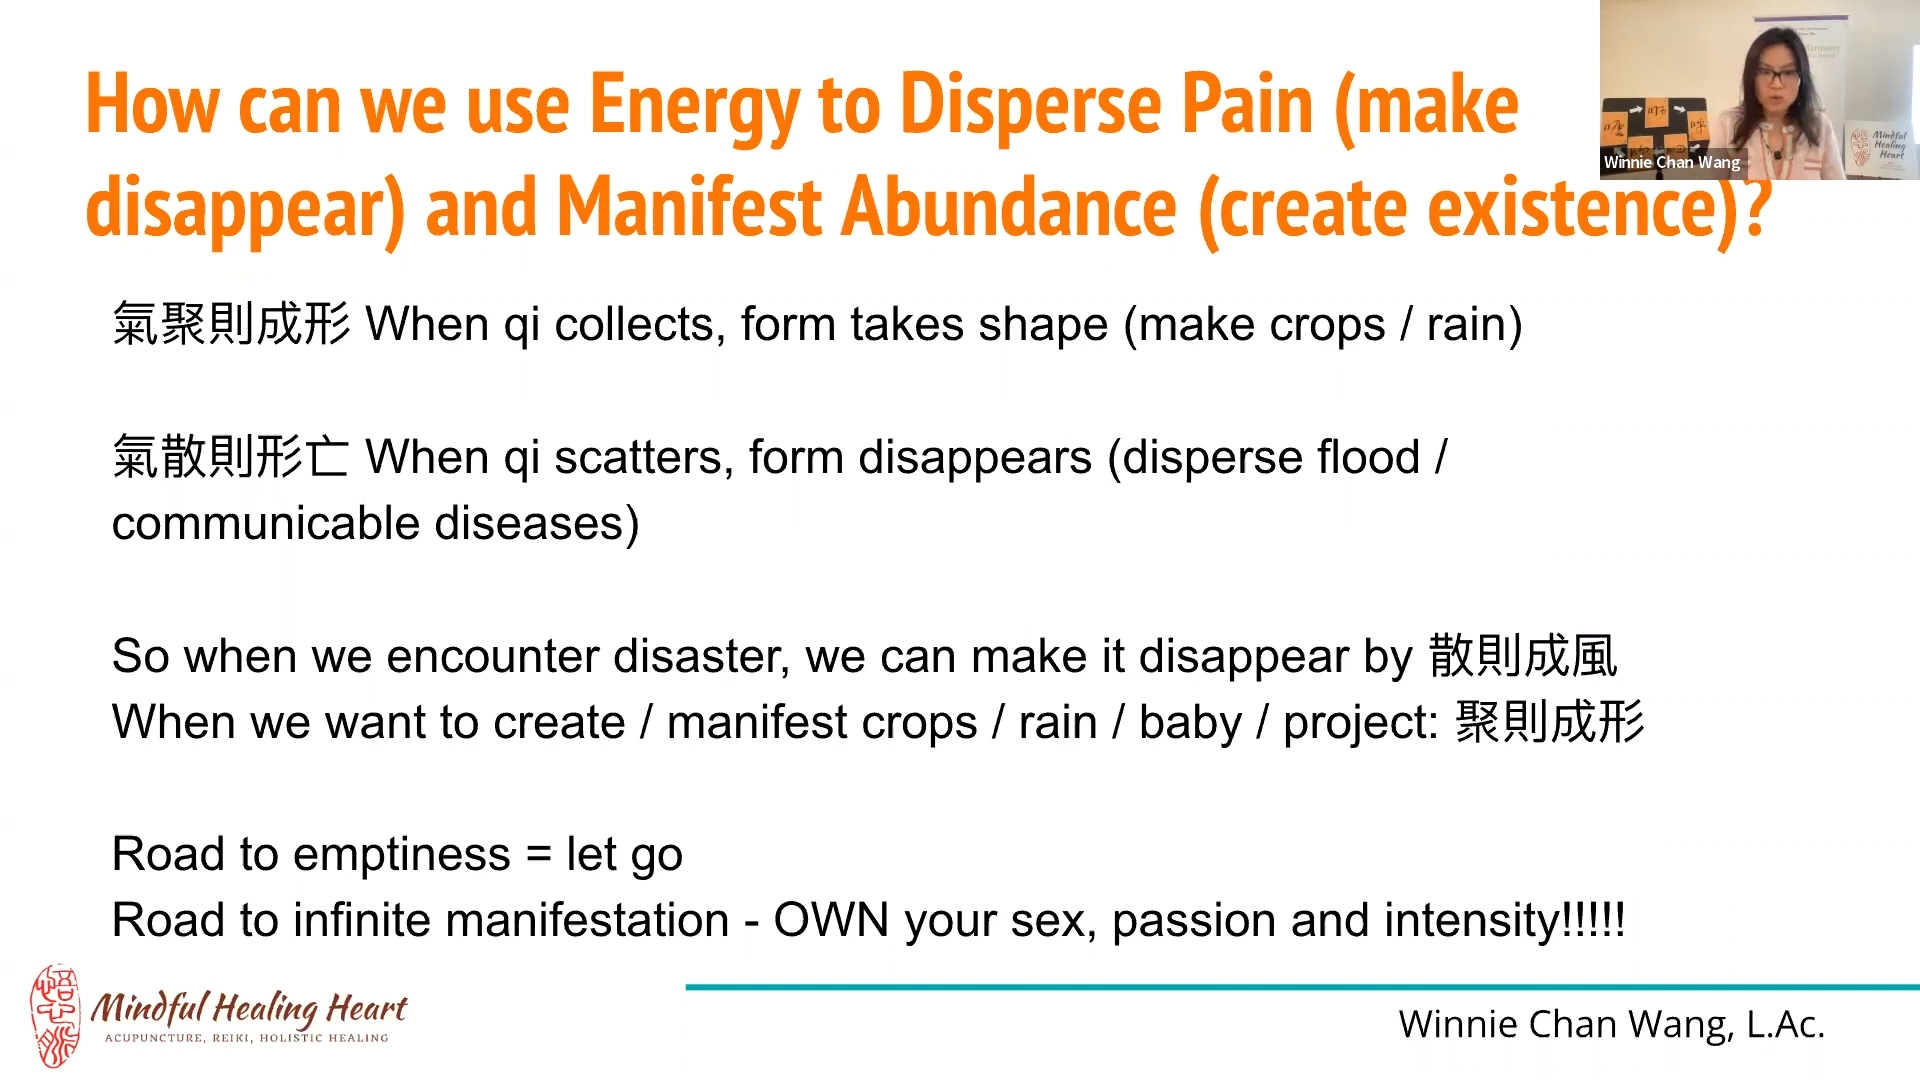 How can we use Energy to Disperse Pain (make
disappear) and Manifest Abundance (create existence)?
Winnie Chan Wang
Mindful
Healing
Heart
氣聚則成形 When qi collects, form takes shape (make crops / rain)
氣散則形亡 When qi scatters, form disappears (disperse flood /
communicable diseases)
So when we encounter disaster, we can make it disappear by 散則成風
When we want to create / manifest crops / rain / baby / project: 聚則成形
Road to emptiness = let go
Road to infinite manifestation - OWN your sex, passion and intensity!!!!!
Mindful Healing Heart
ACUPUNCTURE, REIKI, HOLISTIC HEALING
Winnie Chan Wang, L.Ac.